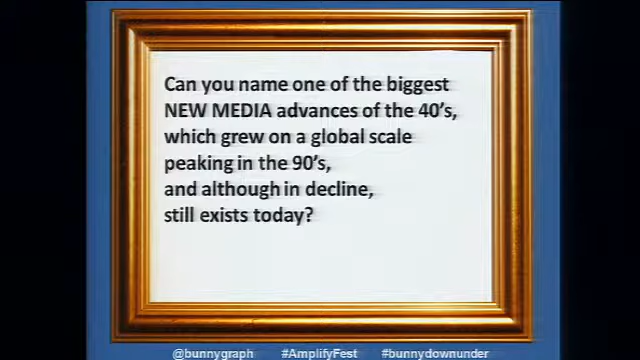 Can you name one of the biggest
NEW MEDIA advances of the 40's,
which grew on a global scale
peaking in the 90's,
and although in decline,
still exists today?
@bunnygraph #AmplifyFest #bunnydownunder